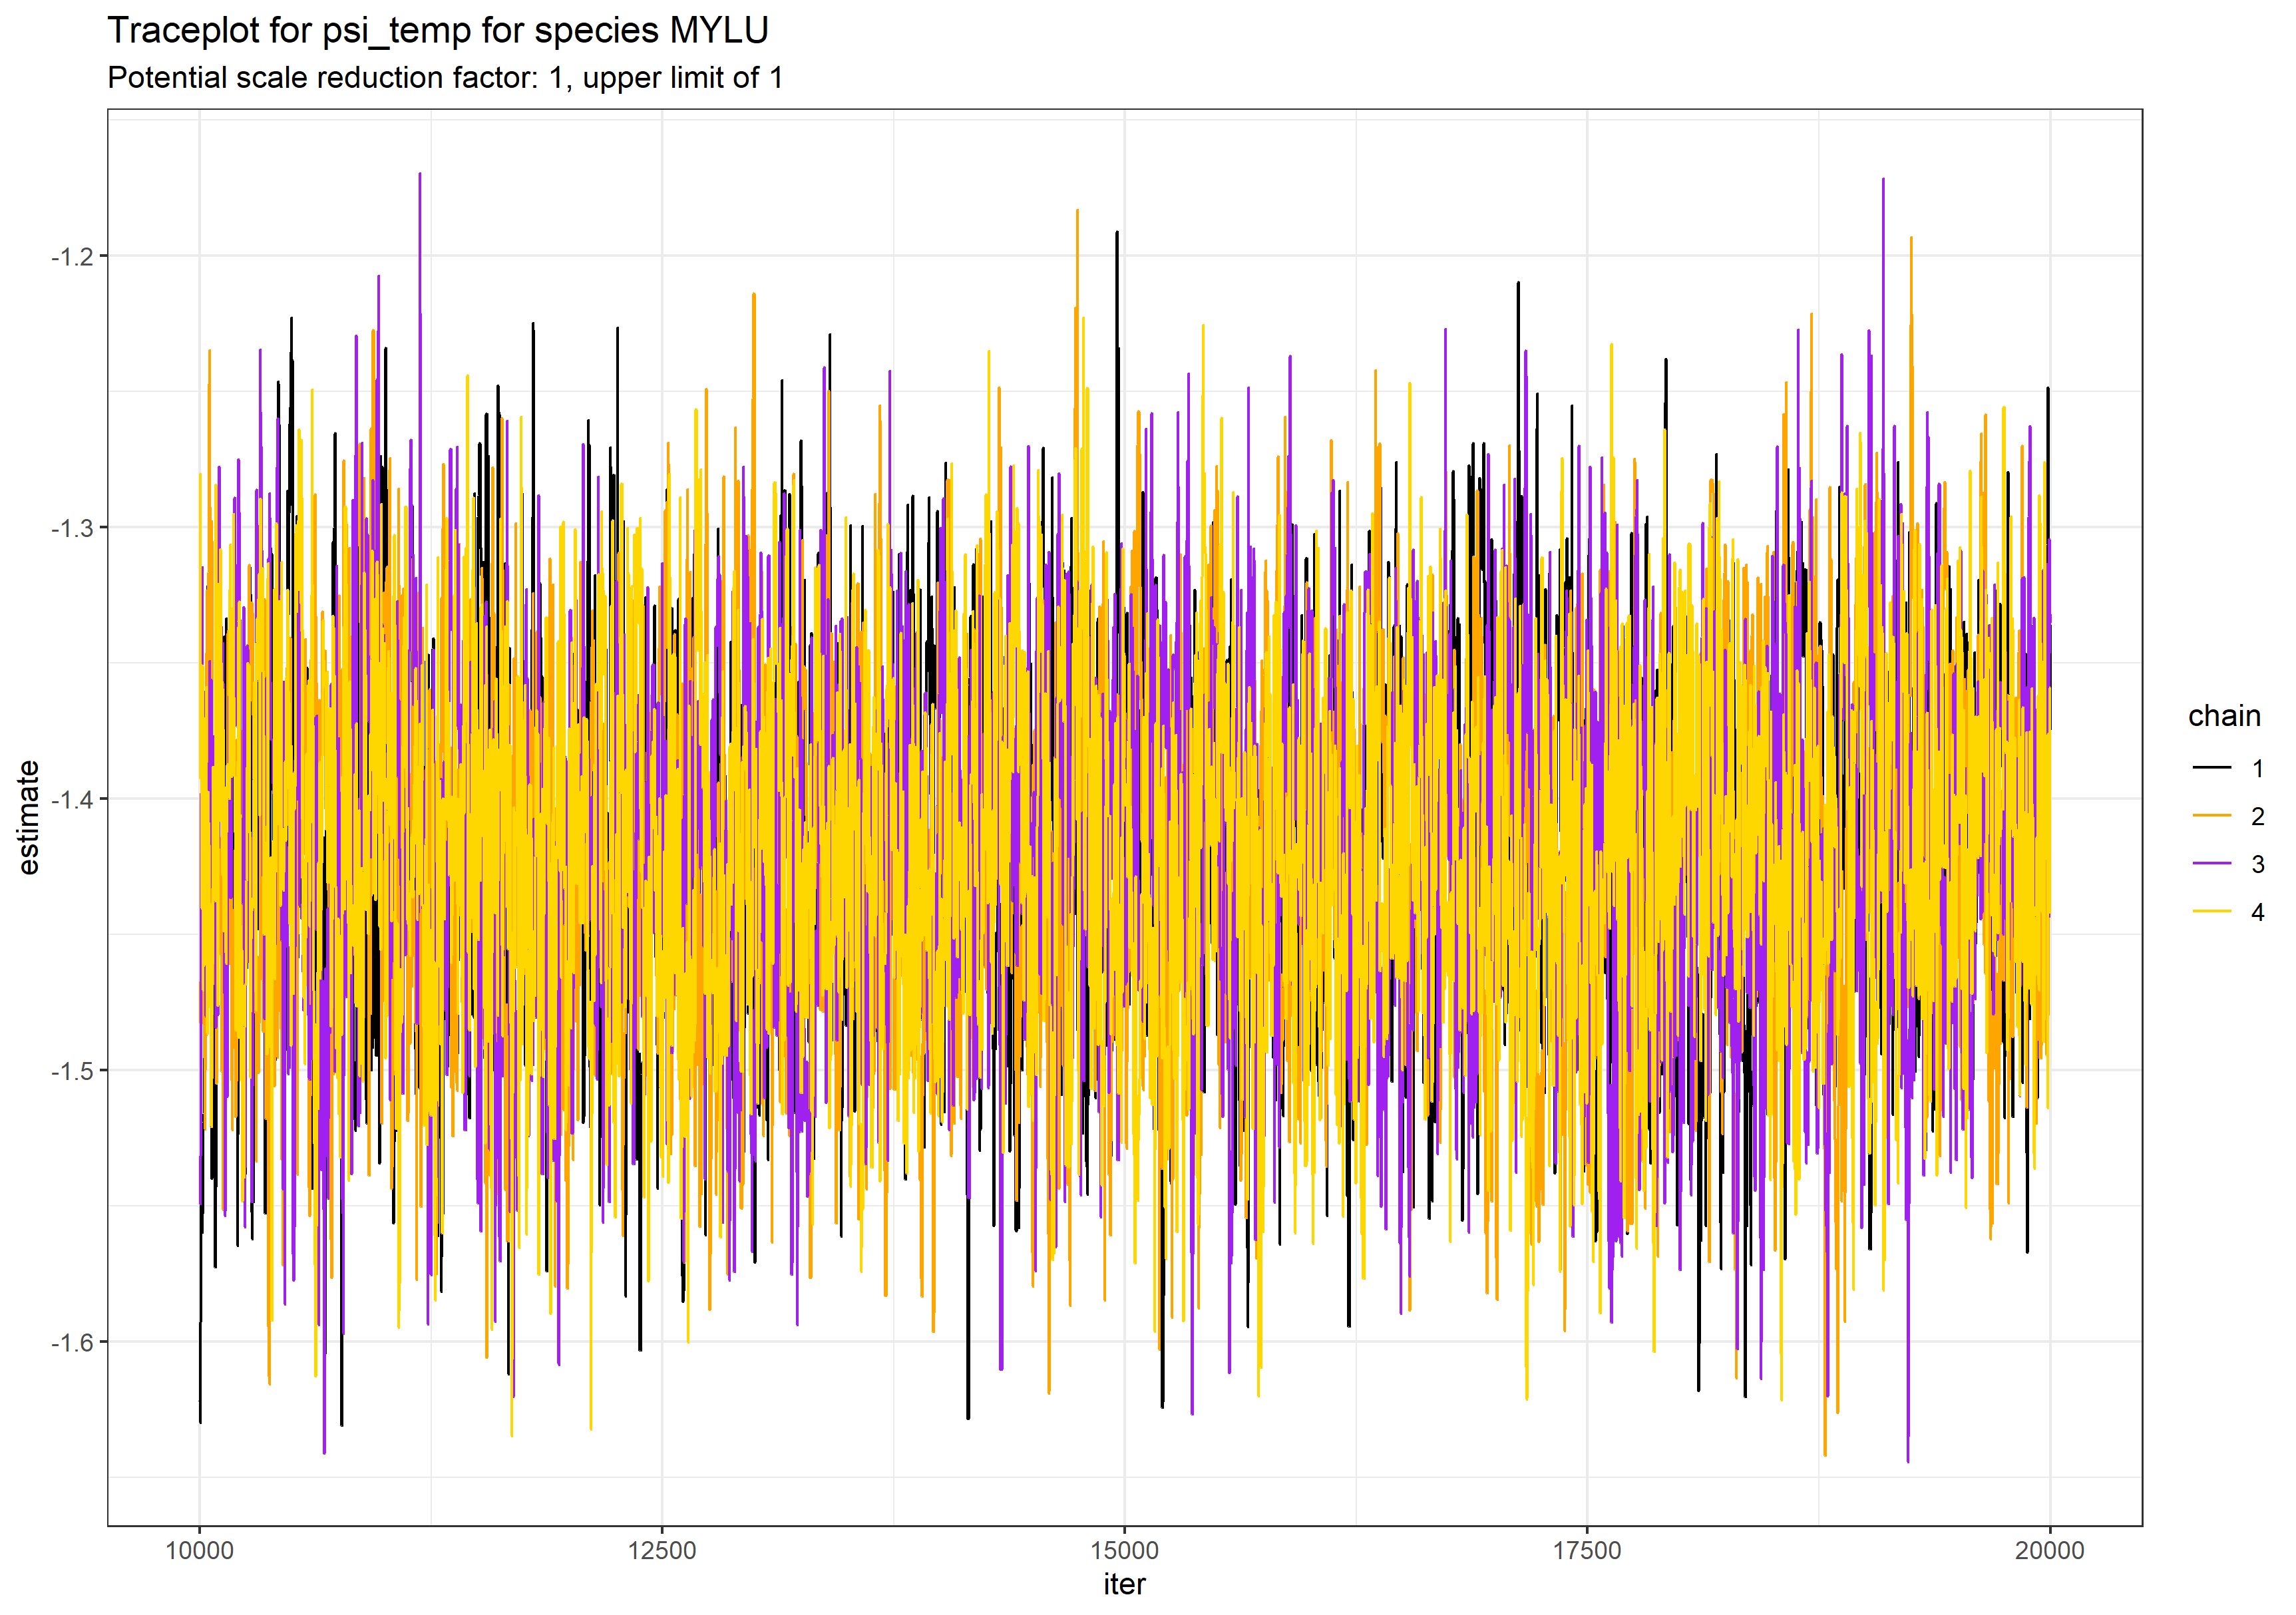 Traceplot for psi_temp for species MYLU
Potential scale reduction factor: 1, upper limit of 1
-1.2
-1.3
-1.4
-1.5
-1.6
estimate
10000 12500 15000 17500 20000
iter
chain
1
2
3
4